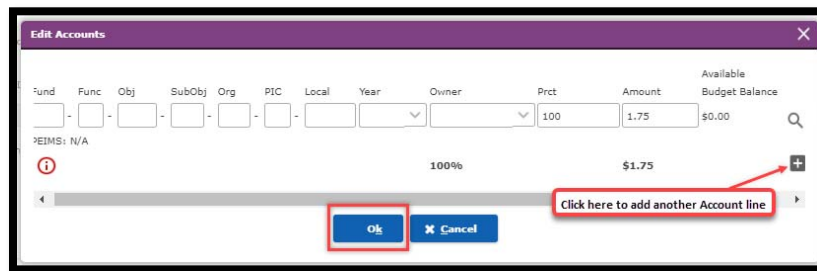 Edit Accounts
Available
Fund Func Obj SubObj Org PIC Local Year Owner Prct Amount Budget Balance
- - - - - - 100 1.75 $0.00
PEIMS: N/A
100% $1.75
Click here to add another Account line
Ok Cancel